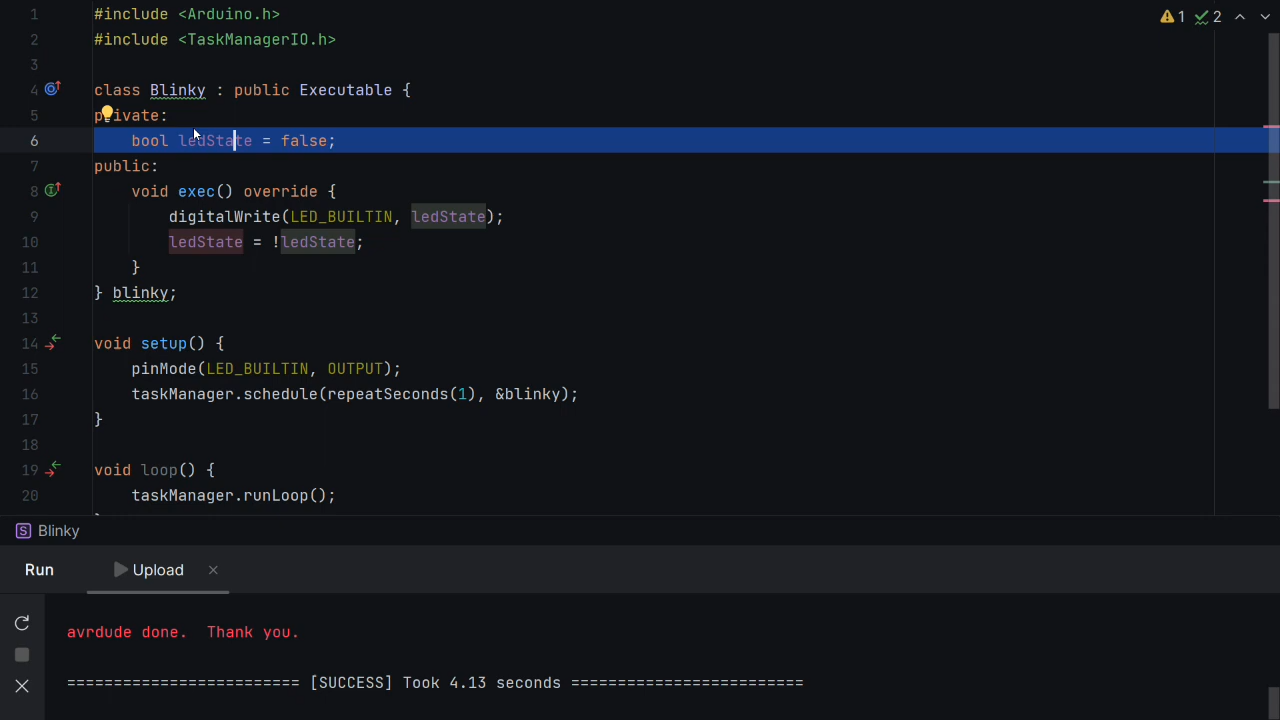 1 #include <Arduino.h>
2 #include <TaskManagerIO.h>
3
4 class Blinky : public Executable {
5 private:
6     bool ledState = false;
7 public:
8     void exec() override {
9         digitalWrite(LED_BUILTIN, ledState);
10         ledState = !ledState;
11     }
12 } blinky;
13
14 void setup() {
15     pinMode(LED_BUILTIN, OUTPUT);
16     taskManager.schedule(repeatSeconds(1), &blinky);
17 }
18
19 void loop() {
20     taskManager.runLoop();
1 2
S Blinky
Run Upload
avrdude done.  Thank you.
========================= [SUCCESS] Took 4.13 seconds =========================